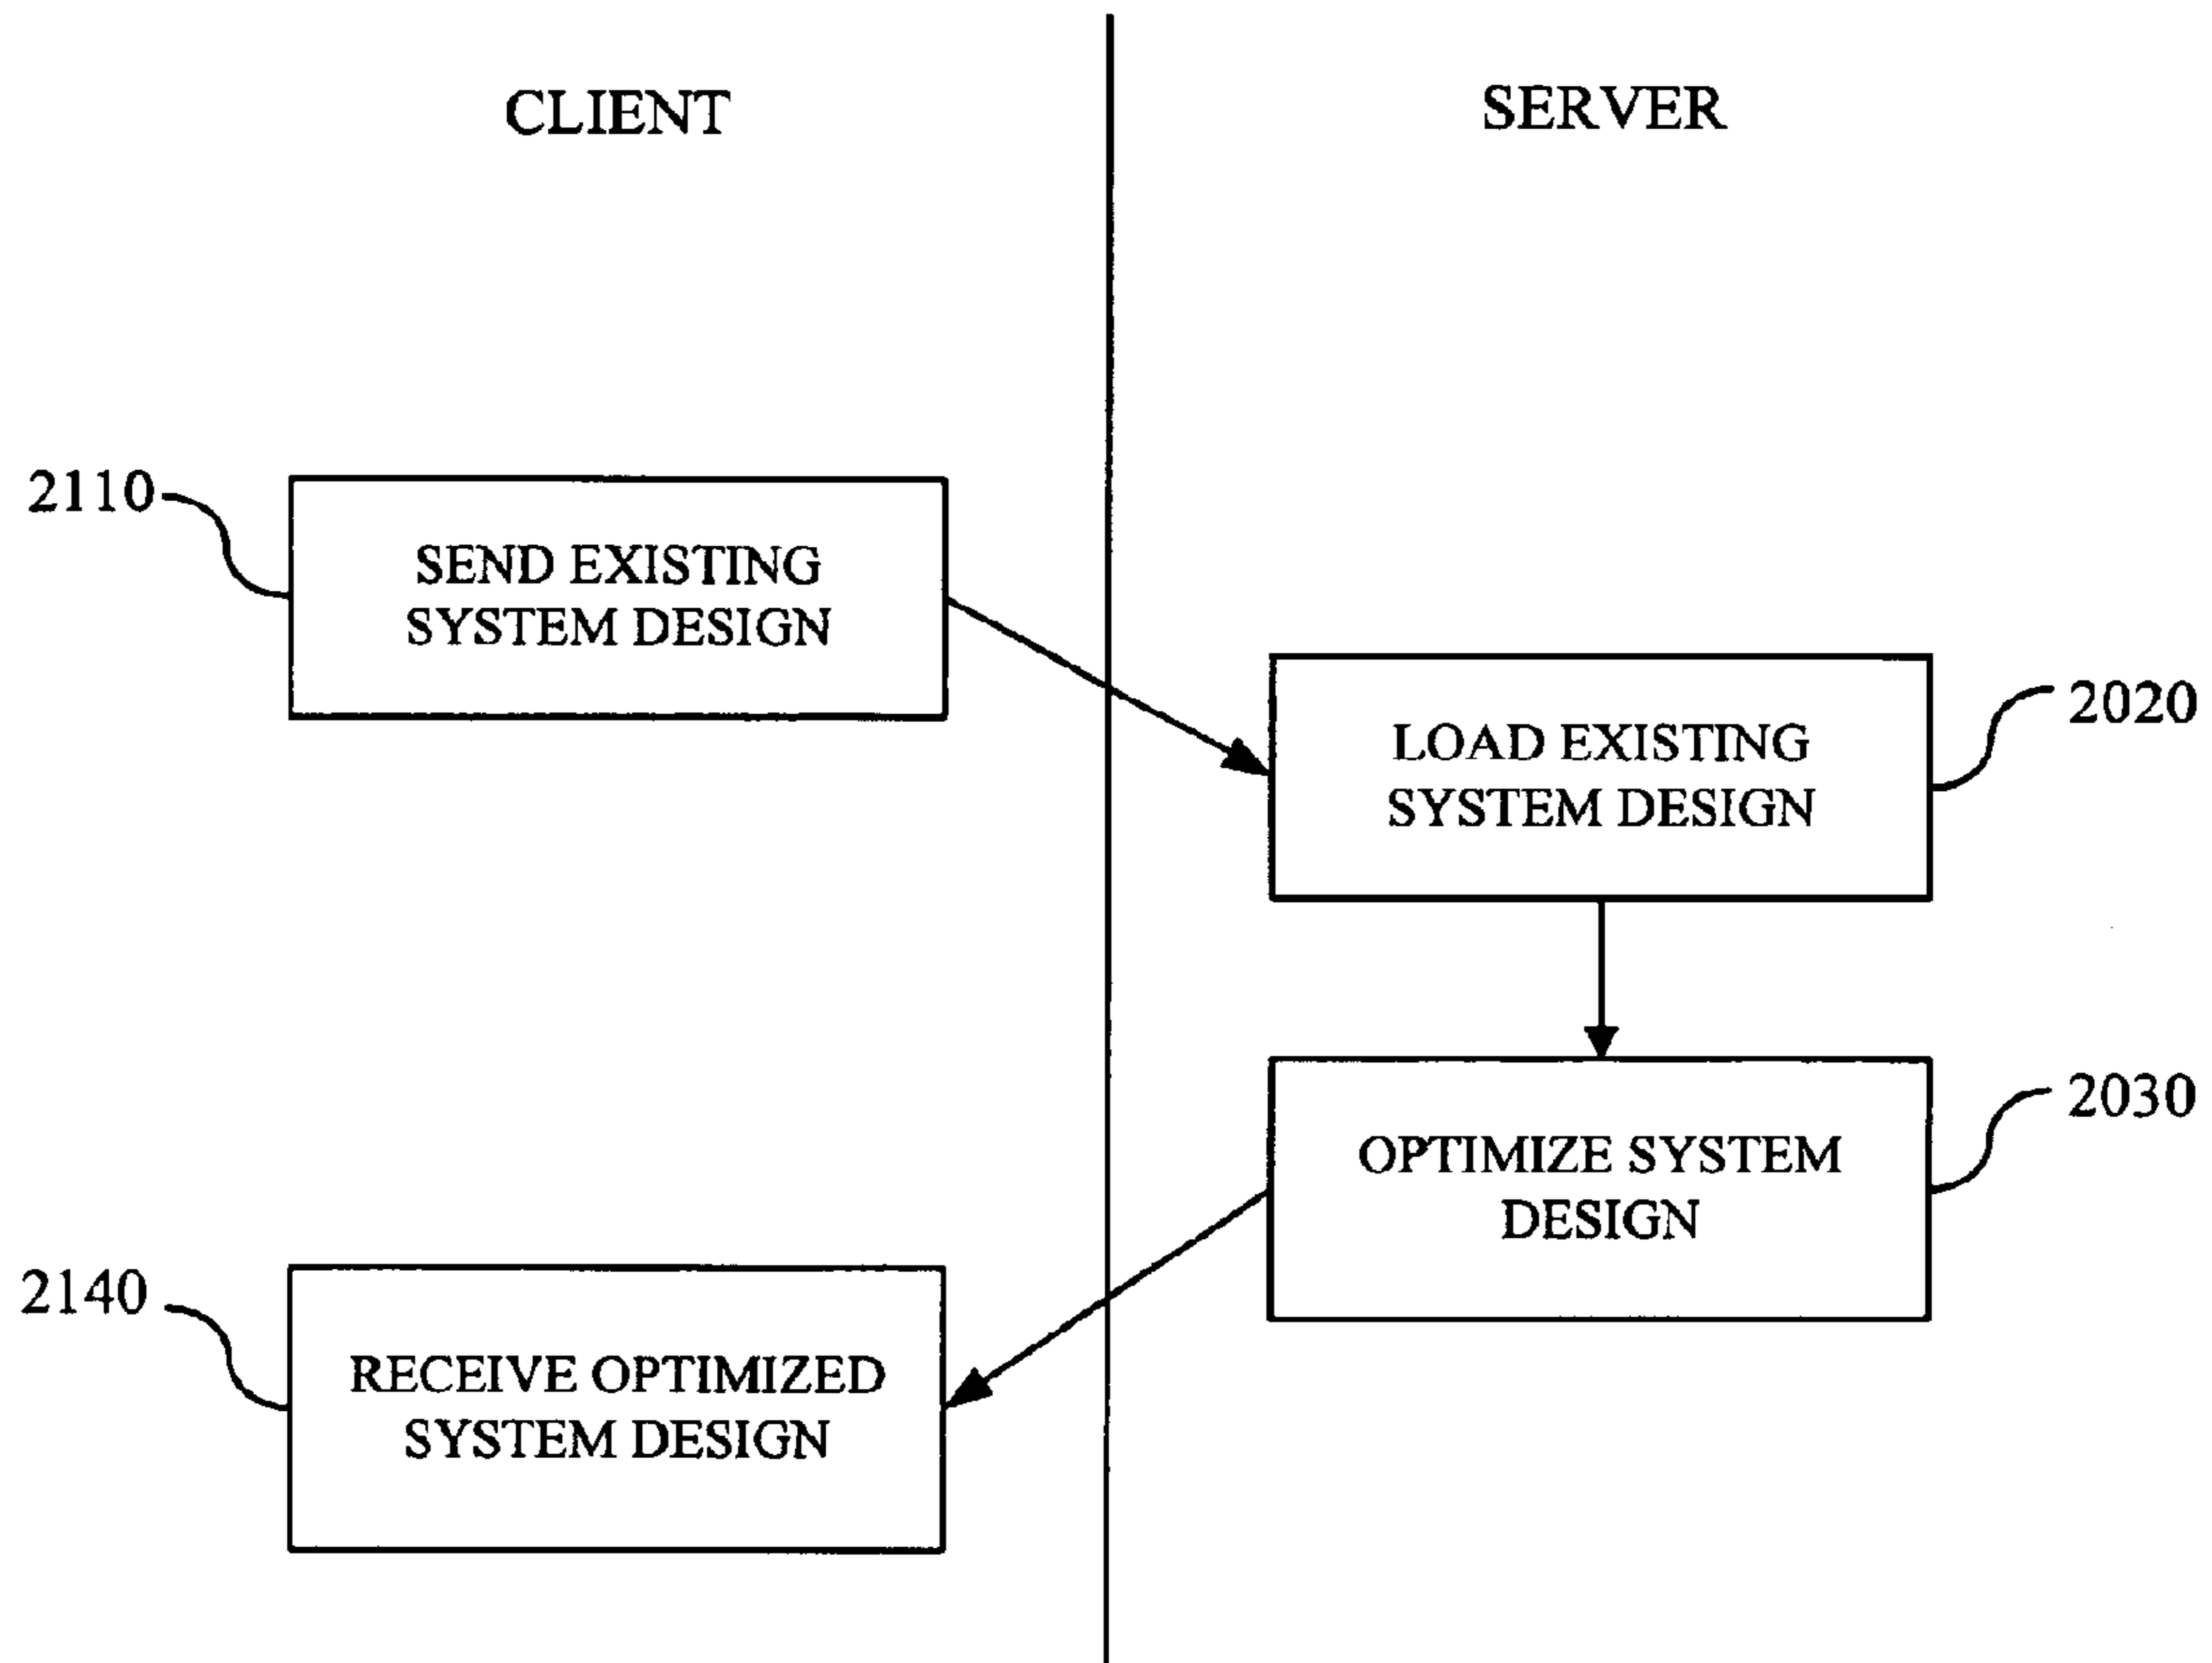 CLIENT
SERVER
2110
SEND EXISTING
SYSTEM DESIGN
LOAD EXISTING
SYSTEM DESIGN
2020
OPTIMIZE SYSTEM
DESIGN
2030
2140
RECEIVE OPTIMIZED
SYSTEM DESIGN